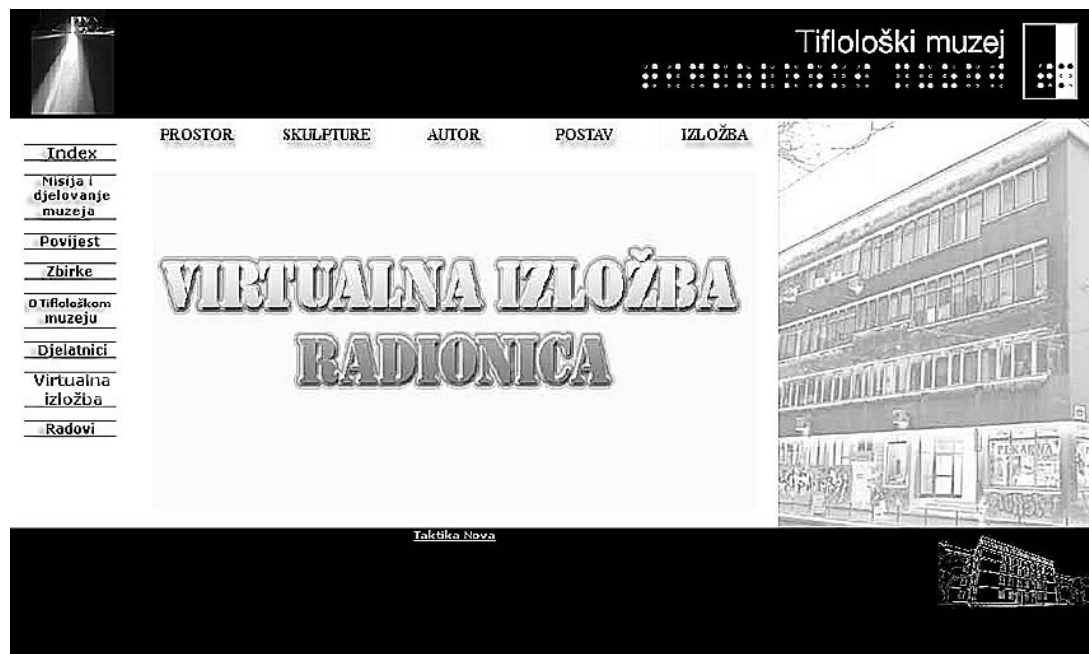 Tiflološki muzej
PROSTOR SKULPTURE AUTOR POSTAV IZLOŽBA
Index
Misija i
djelovanje
muzeja
Povijest
Zbirke
O Tiflološkom
muzeju
Djelatnici
Virtualna
izložba
Radovi
VIRTUALNA IZLOŽBA
RADIONICA
PEKARNA
Taktika Nova